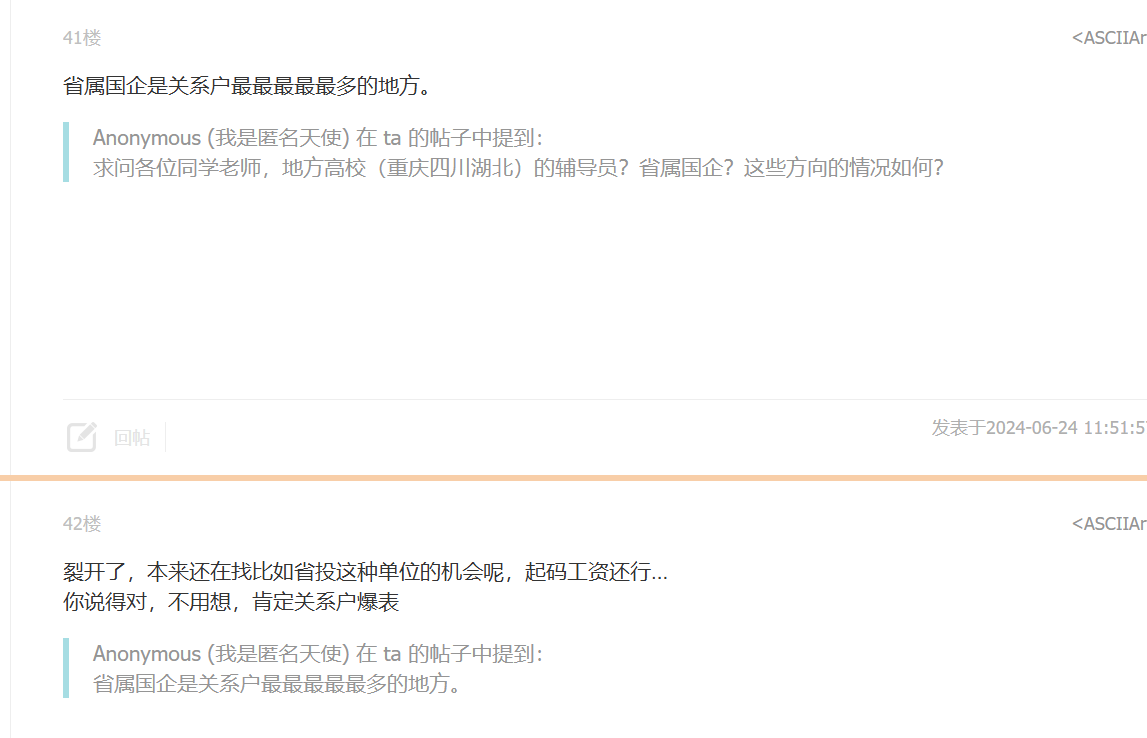 41楼
<ASCIIAr
省属国企是关系户最最最最最多的地方。
Anonymous (我是匿名天使) 在 ta 的帖子中提到：
求问各位同学老师，地方高校（重庆四川湖北）的辅导员？省属国企？这些方向的情况如何？
回帖
发表于2024-06-24 11:51:5
42楼
<ASCIIAr
裂开了，本来还在找比如省投这种单位的机会呢，起码工资还行...
你说得对，不用想，肯定关系户爆表
Anonymous (我是匿名天使) 在 ta 的帖子中提到：
省属国企是关系户最最最最最多的地方。